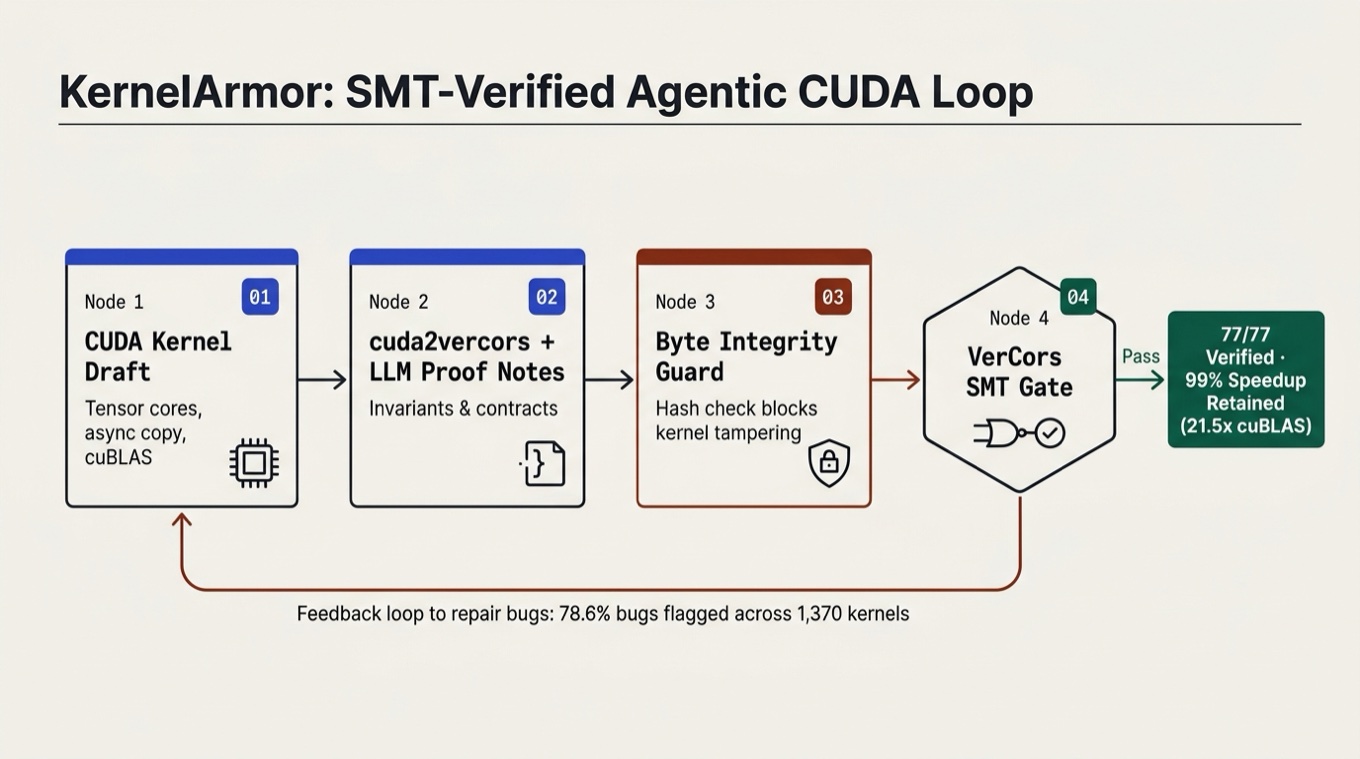 KernelArmor: SMT-Verified Agentic CUDA Loop
Node 1
01
CUDA Kernel
Draft
Tensor cores,
async copy,
cuBLAS
Node 2
02
cuda2vercors +
LLM Proof Notes
Invariants & contracts
Node 3
03
Byte Integrity
Guard
Hash check blocks
kernel tampering
Node 4
04
VerCors
SMT Gate
Pass
77/77
Verified ·
99% Speedup
Retained
(21.5x cuBLAS)
Feedback loop to repair bugs: 78.6% bugs flagged across 1,370 kernels